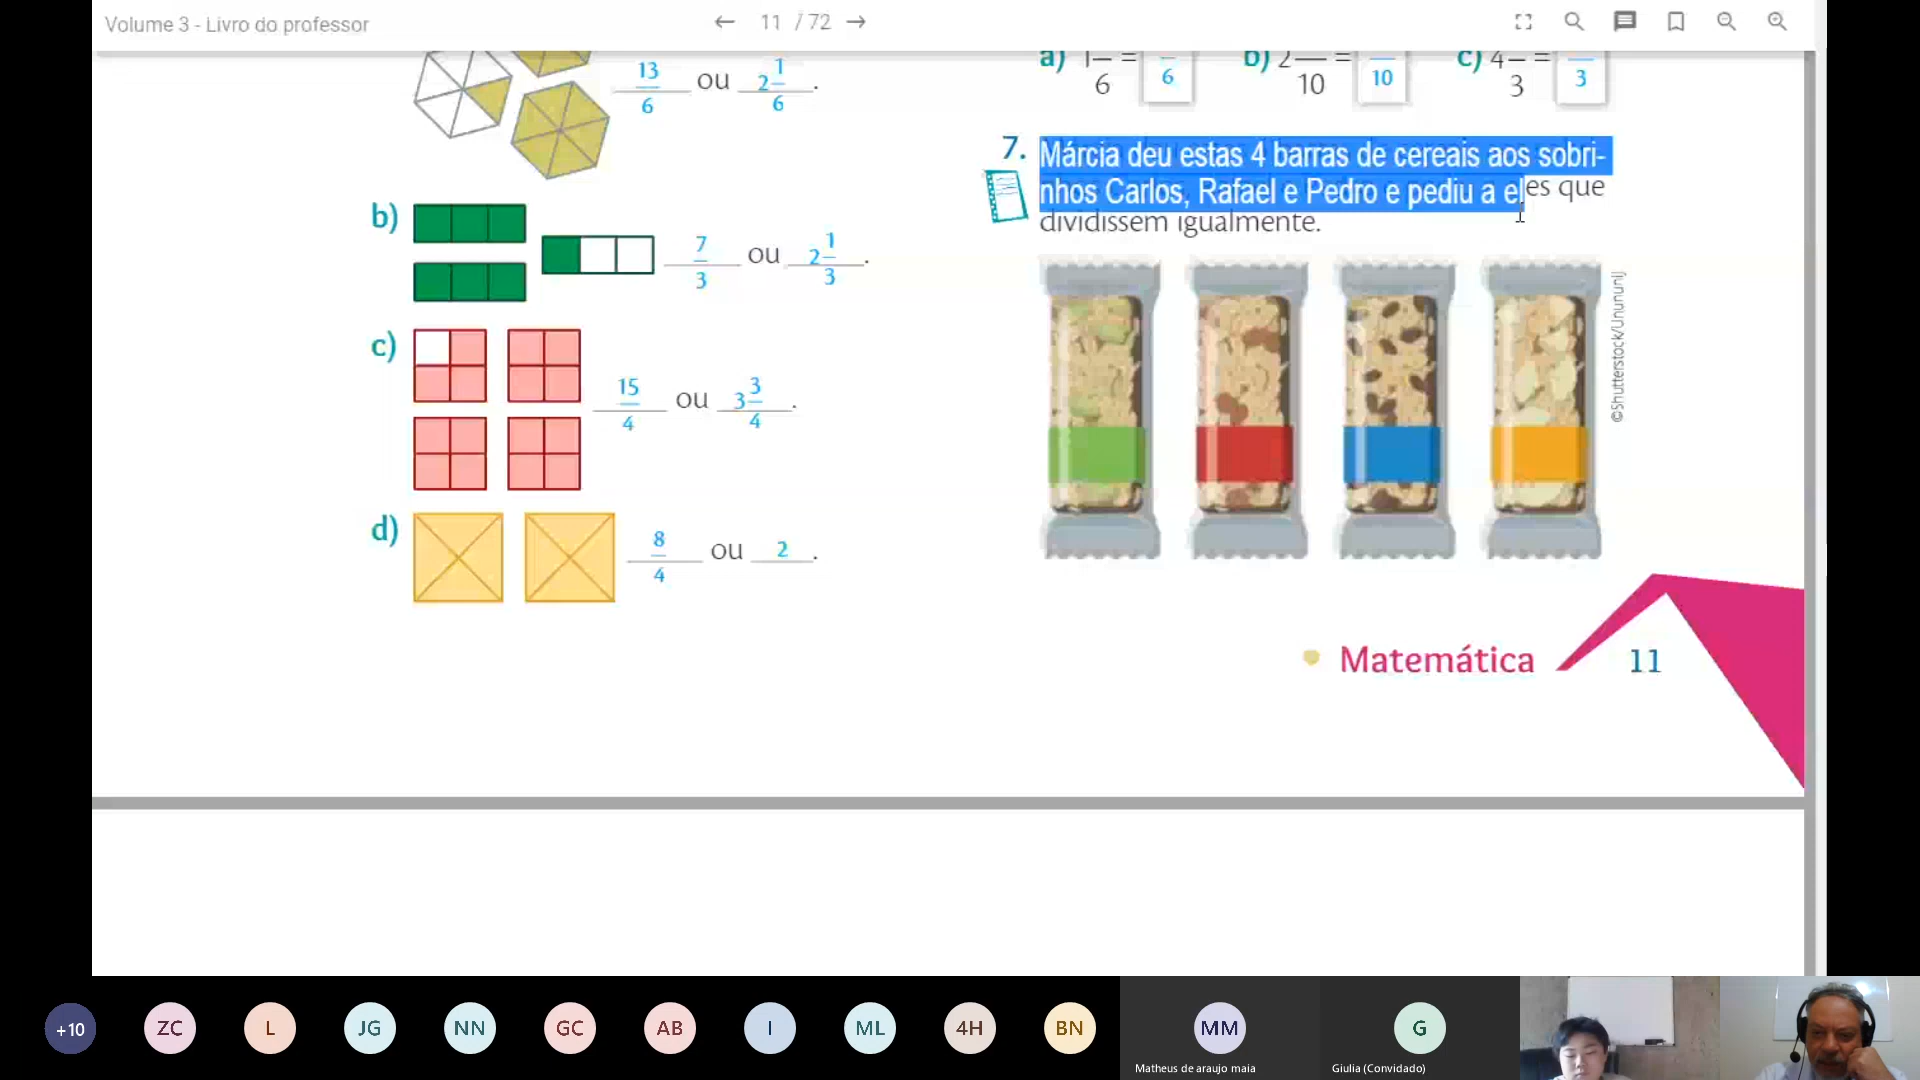 Volume 3 - Livro do professor
11 / 72
13/6 ou 2 1/6.
b) 7/3 ou 2 1/3.
c) 15/4 ou 3 3/4.
d) 8/4 ou 2.
a) 1 /6 = /6 b) 2 /10 = /10 c) 4 /3 = /3
7. Márcia deu estas 4 barras de cereais aos sobri-
nhos Carlos, Rafael e Pedro e pediu a eles que
dividissem igualmente.
©Shutterstock/Unununij
Matemática 11
+10 ZC L JG NN GC AB I ML 4H BN MM G
Matheus de araujo maia
Giulia (Convidado)